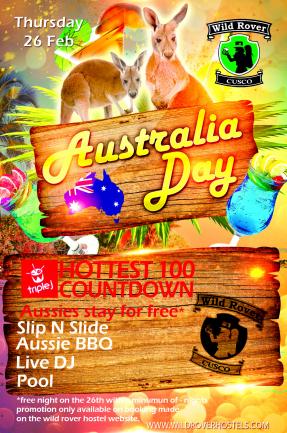 Thursday
26 Feb
Wild Rover
CUSCO
Australia
Day
triple j
HOTTEST 100
COUNTDOWN
Aussies stay for free*
Slip N Slide
Aussie BBQ
Live DJ
Pool
Wild Rover
CUSCO
*free night on the 26th with minimun of - nights
promotion only available on booking made
on the wild rover hostel website.
WWW.WILDROVERHOSTELS.COM